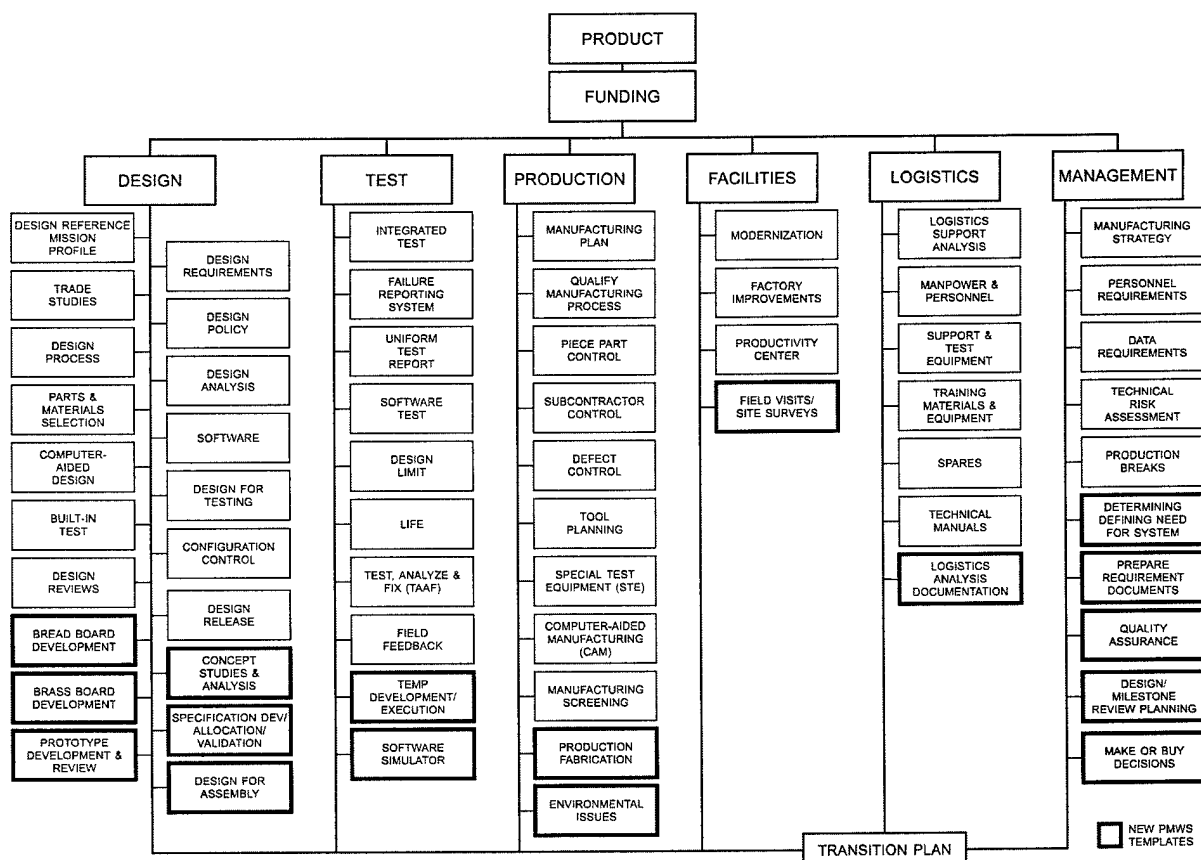 PRODUCT
FUNDING
DESIGN
TEST
PRODUCTION
FACILITIES
LOGISTICS
MANAGEMENT
DESIGN REFERENCE
MISSION
PROFILE
TRADE
STUDIES
DESIGN
PROCESS
PARTS &
MATERIALS
SELECTION
COMPUTER-
AIDED
DESIGN
BUILT-IN
TEST
DESIGN
REVIEWS
BREAD BOARD
DEVELOPMENT
BRASS BOARD
DEVELOPMENT
PROTOTYPE
DEVELOPMENT &
REVIEW
DESIGN
REQUIREMENTS
DESIGN
POLICY
DESIGN
ANALYSIS
SOFTWARE
DESIGN FOR
TESTING
CONFIGURATION
CONTROL
DESIGN
RELEASE
CONCEPT
STUDIES &
ANALYSIS
SPECIFICATION DEV/
ALLOCATION/
VALIDATION
DESIGN FOR
ASSEMBLY
INTEGRATED
TEST
FAILURE
REPORTING
SYSTEM
UNIFORM
TEST
REPORT
SOFTWARE
TEST
DESIGN
LIMIT
LIFE
TEST, ANALYZE &
FIX (TAAF)
FIELD
FEEDBACK
TEMP
DEVELOPMENT/
EXECUTION
SOFTWARE
SIMULATOR
MANUFACTURING
PLAN
QUALIFY
MANUFACTURING
PROCESS
PIECE PART
CONTROL
SUBCONTRACTOR
CONTROL
DEFECT
CONTROL
TOOL
PLANNING
SPECIAL TEST
EQUIPMENT (STE)
COMPUTER-AIDED
MANUFACTURING
(CAM)
MANUFACTURING
SCREENING
PRODUCTION
FABRICATION
ENVIRONMENTAL
ISSUES
MODERNIZATION
FACTORY
IMPROVEMENTS
PRODUCTIVITY
CENTER
FIELD VISITS/
SITE SURVEYS
LOGISTICS
SUPPORT
ANALYSIS
MANPOWER &
PERSONNEL
SUPPORT &
TEST
EQUIPMENT
TRAINING
MATERIALS &
EQUIPMENT
SPARES
TECHNICAL
MANUALS
LOGISTICS
ANALYSIS
DOCUMENTATION
MANUFACTURING
STRATEGY
PERSONNEL
REQUIREMENTS
DATA
REQUIREMENTS
TECHNICAL
RISK
ASSESSMENT
PRODUCTION
BREAKS
DETERMINING
DEFINING NEED
FOR SYSTEM
PREPARE
REQUIREMENT
DOCUMENTS
QUALITY
ASSURANCE
DESIGN/
MILESTONE
REVIEW PLANNING
MAKE OR BUY
DECISIONS
TRANSITION PLAN
NEW PMWS
TEMPLATES